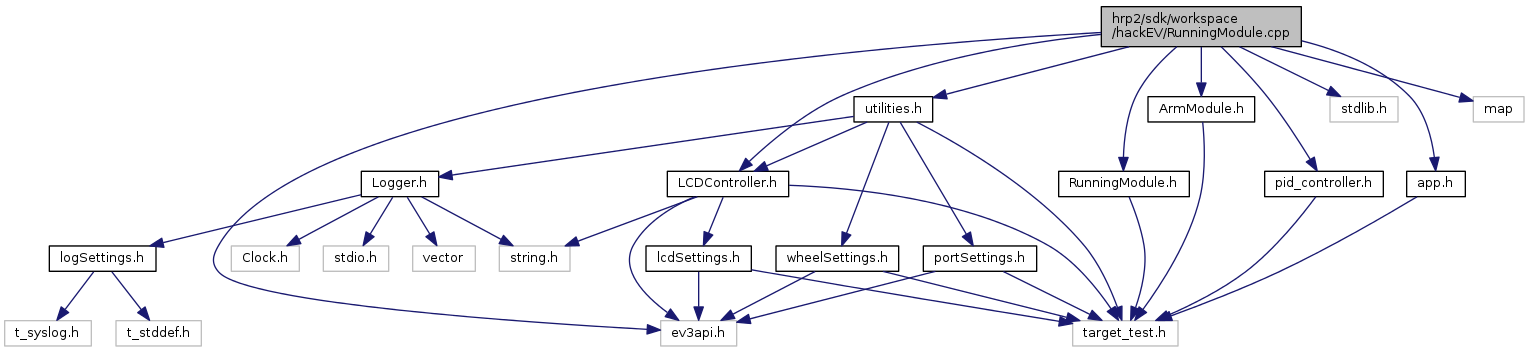 hrp2/sdk/workspace
/hackEV/RunningModule.cpp
utilities.h
ArmModule.h
stdlib.h
map
Logger.h
LCDController.h
RunningModule.h
pid_controller.h
app.h
logSettings.h
Clock.h
stdio.h
vector
string.h
lcdSettings.h
wheelSettings.h
portSettings.h
t_syslog.h
t_stddef.h
ev3api.h
target_test.h